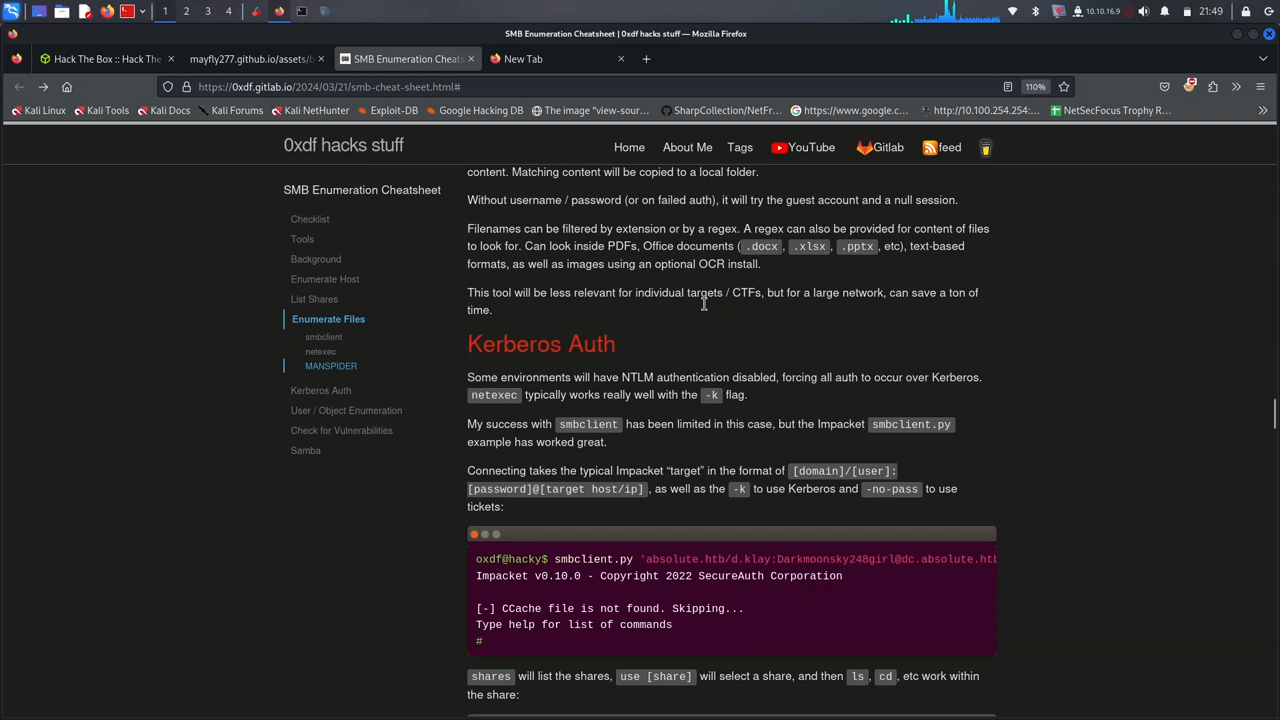 1 2 3 4 10.10.16.9 21:49
SMB Enumeration Cheatsheet | 0xdf hacks stuff — Mozilla Firefox
Hack The Box :: Hack The mayfly277.github.io/assets/b SMB Enumeration Cheats New Tab
https://0xdf.gitlab.io/2024/03/21/smb-cheat-sheet.html# 110%
Kali Linux Kali Tools Kali Docs Kali Forums Kali NetHunter Exploit-DB Google Hacking DB The image "view-sour... SharpCollection/NetFr... https://www.google.c... http://10.100.254.254:... NetSecFocus Trophy R...
0xdf hacks stuff Home About Me Tags YouTube Gitlab feed
SMB Enumeration Cheatsheet
Checklist
Tools
Background
Enumerate Host
List Shares
Enumerate Files
smbclient
netexec
MANSPIDER
Kerberos Auth
User / Object Enumeration
Check for Vulnerabilities
Samba
content. Matching content will be copied to a local folder.
Without username / password (or on failed auth), it will try the guest account and a null session.
Filenames can be filtered by extension or by a regex. A regex can also be provided for content of files
to look for. Can look inside PDFs, Office documents ( .docx , .xlsx , .pptx , etc), text-based
formats, as well as images using an optional OCR install.
This tool will be less relevant for individual targets / CTFs, but for a large network, can save a ton of
time.
Kerberos Auth
Some environments will have NTLM authentication disabled, forcing all auth to occur over Kerberos.
netexec typically works really well with the -k flag.
My success with smbclient has been limited in this case, but the Impacket smbclient.py
example has worked great.
Connecting takes the typical Impacket “target” in the format of [domain]/[user]:
[password]@[target host/ip] , as well as the -k to use Kerberos and -no-pass to use
tickets:
oxdf@hacky$ smbclient.py 'absolute.htb/d.klay:Darkmoonsky248girl@dc.absolute.htb
Impacket v0.10.0 - Copyright 2022 SecureAuth Corporation
[-] CCache file is not found. Skipping...
Type help for list of commands
#
shares will list the shares, use [share] will select a share, and then ls , cd , etc work within
the share: